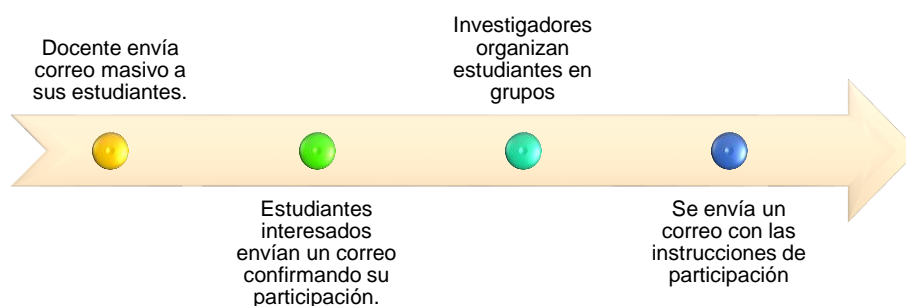 Docente envía
correo masivo a
sus estudiantes.
Estudiantes
interesados
envían un correo
confirmando su
participación.
Investigadores
organizan
estudiantes en
grupos
Se envía un
correo con las
instrucciones de
participación